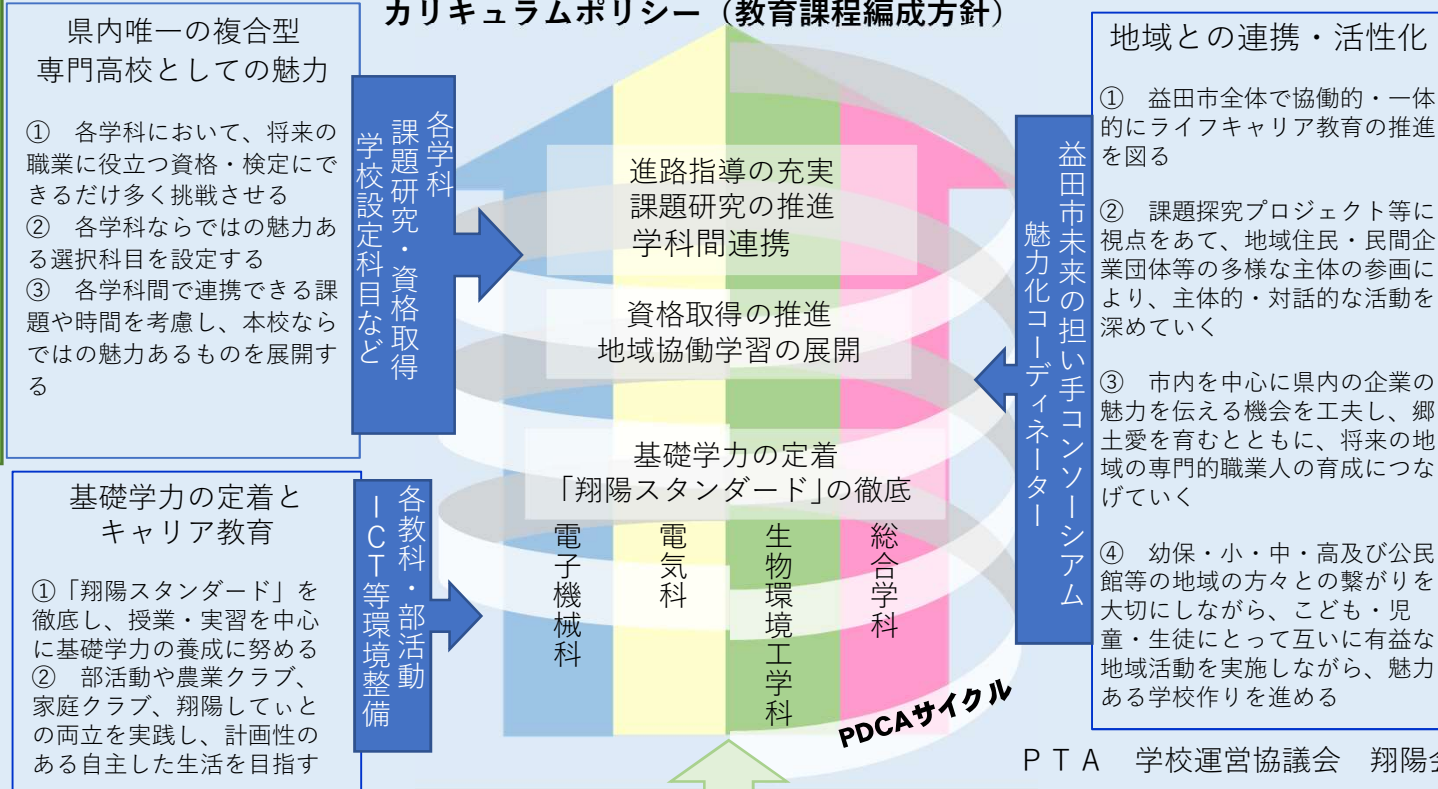 カリキュラムポリシー（教育課程編成方針）
県内唯一の複合型
専門高校としての魅力
①　各学科において、将来の
職業に役立つ資格・検定にで
きるだけ多く挑戦させる
②　各学科ならではの魅力あ
る選択科目を設定する
③　各学科間で連携できる課
題や時間を考慮し、本校なら
ではの魅力あるものを展開す
る
各学科
課題研究・資格取得
学校設定科目など
基礎学力の定着と
キャリア教育
①「翔陽スタンダード」を
徹底し、授業・実習を中心
に基礎学力の養成に努める
②　部活動や農業クラブ、
家庭クラブ、翔陽してぃと
の両立を実践し、計画性の
ある自主した生活を目指す
各教科・部活動
ＩＣＴ等環境整備
進路指導の充実
課題研究の推進
学科間連携
資格取得の推進
地域協働学習の展開
基礎学力の定着
「翔陽スタンダード」の徹底
電子機械科
電気科
生物環境工学科
総合学科
PDCAサイクル
益田市未来の担い手コンソーシアム
魅力化コーディネーター
地域との連携・活性化
①　益田市全体で協働的・一体
的にライフキャリア教育の推進
を図る
②　課題探究プロジェクト等に
視点をあて、地域住民・民間企
業団体等の多様な主体の参画に
より、主体的・対話的な活動を
深めていく
③　市内を中心に県内の企業の
魅力を伝える機会を工夫し、郷
土愛を育むとともに、将来の地
域の専門的職業人の育成につな
げていく
④　幼保・小・中・高及び公民
館等の地域の方々との繋がりを
大切にしながら、こども・児
童・生徒にとって互いに有益な
地域活動を実施しながら、魅力
ある学校作りを進める
ＰＴＡ　学校運営協議会　翔陽会